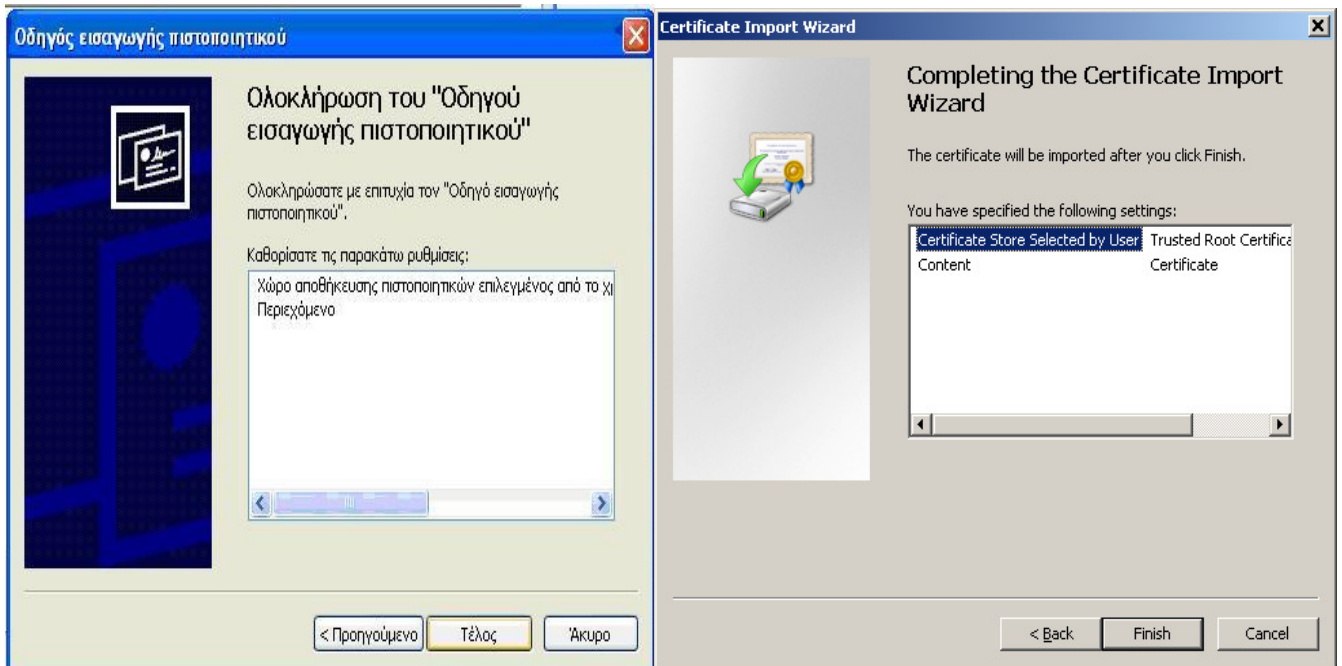 Οδηγός εισαγωγής πιστοποιητικού
Ολοκλήρωση του "Οδηγού
εισαγωγής πιστοποιητικού"
Ολοκληρώσατε με επιτυχία τον "Οδηγό εισαγωγής
πιστοποιητικού".
Καθορίσατε τις παρακάτω ρυθμίσεις:
Χώρο αποθήκευσης πιστοποιητικών επιλεγμένος από το
Περιεχόμενο
< Προηγούμενο Τέλος Άκυρο
Certificate Import Wizard
Completing the Certificate Import
Wizard
The certificate will be imported after you click Finish.
You have specified the following settings:
Certificate Store Selected by User Trusted Root Certifica
Content Certificate
< Back Finish Cancel